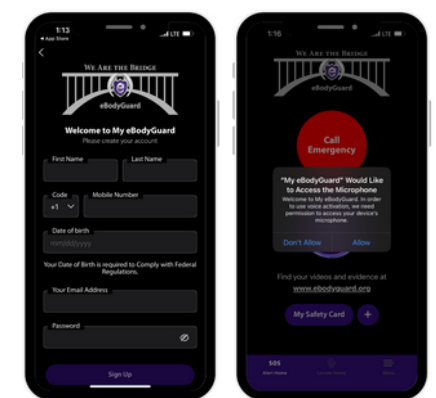 1:13
App Store
LTE
WE ARE THE BRIDGE
eBodyGuard
Welcome to My eBodyGuard
Please create your account
First Name
Last Name
Code
Mobile Number
+1
Date of birth
mm/dd/yyyy
Your Date of Birth is required to Comply with Federal
Regulations.
Your Email Address
Password
Sign Up
1:16
LTE
WE ARE THE BRIDGE
eBodyGuard
Call
Emergency
"My eBodyGuard" Would Like
to Access the Microphone
Welcome to My eBodyGuard. In order
to use voice activation, we need
permission to access your device's
microphone.
Don't Allow
Allow
Find your videos and evidence at
www.ebodyguard.org
My Safety Card
+
SOS
Alert Home
Menu